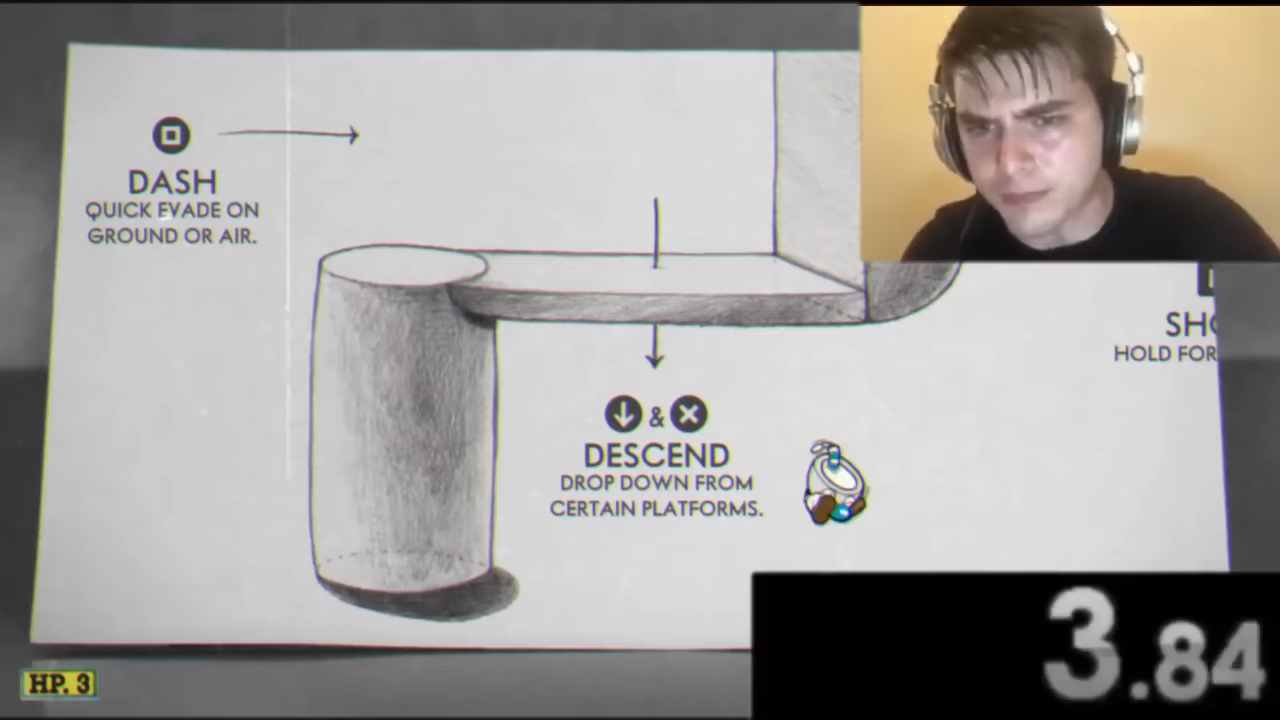 DASH
QUICK EVADE ON
GROUND OR AIR.
&
DESCEND
DROP DOWN FROM
CERTAIN PLATFORMS.
HOLD FOR
HP. 3
3.84